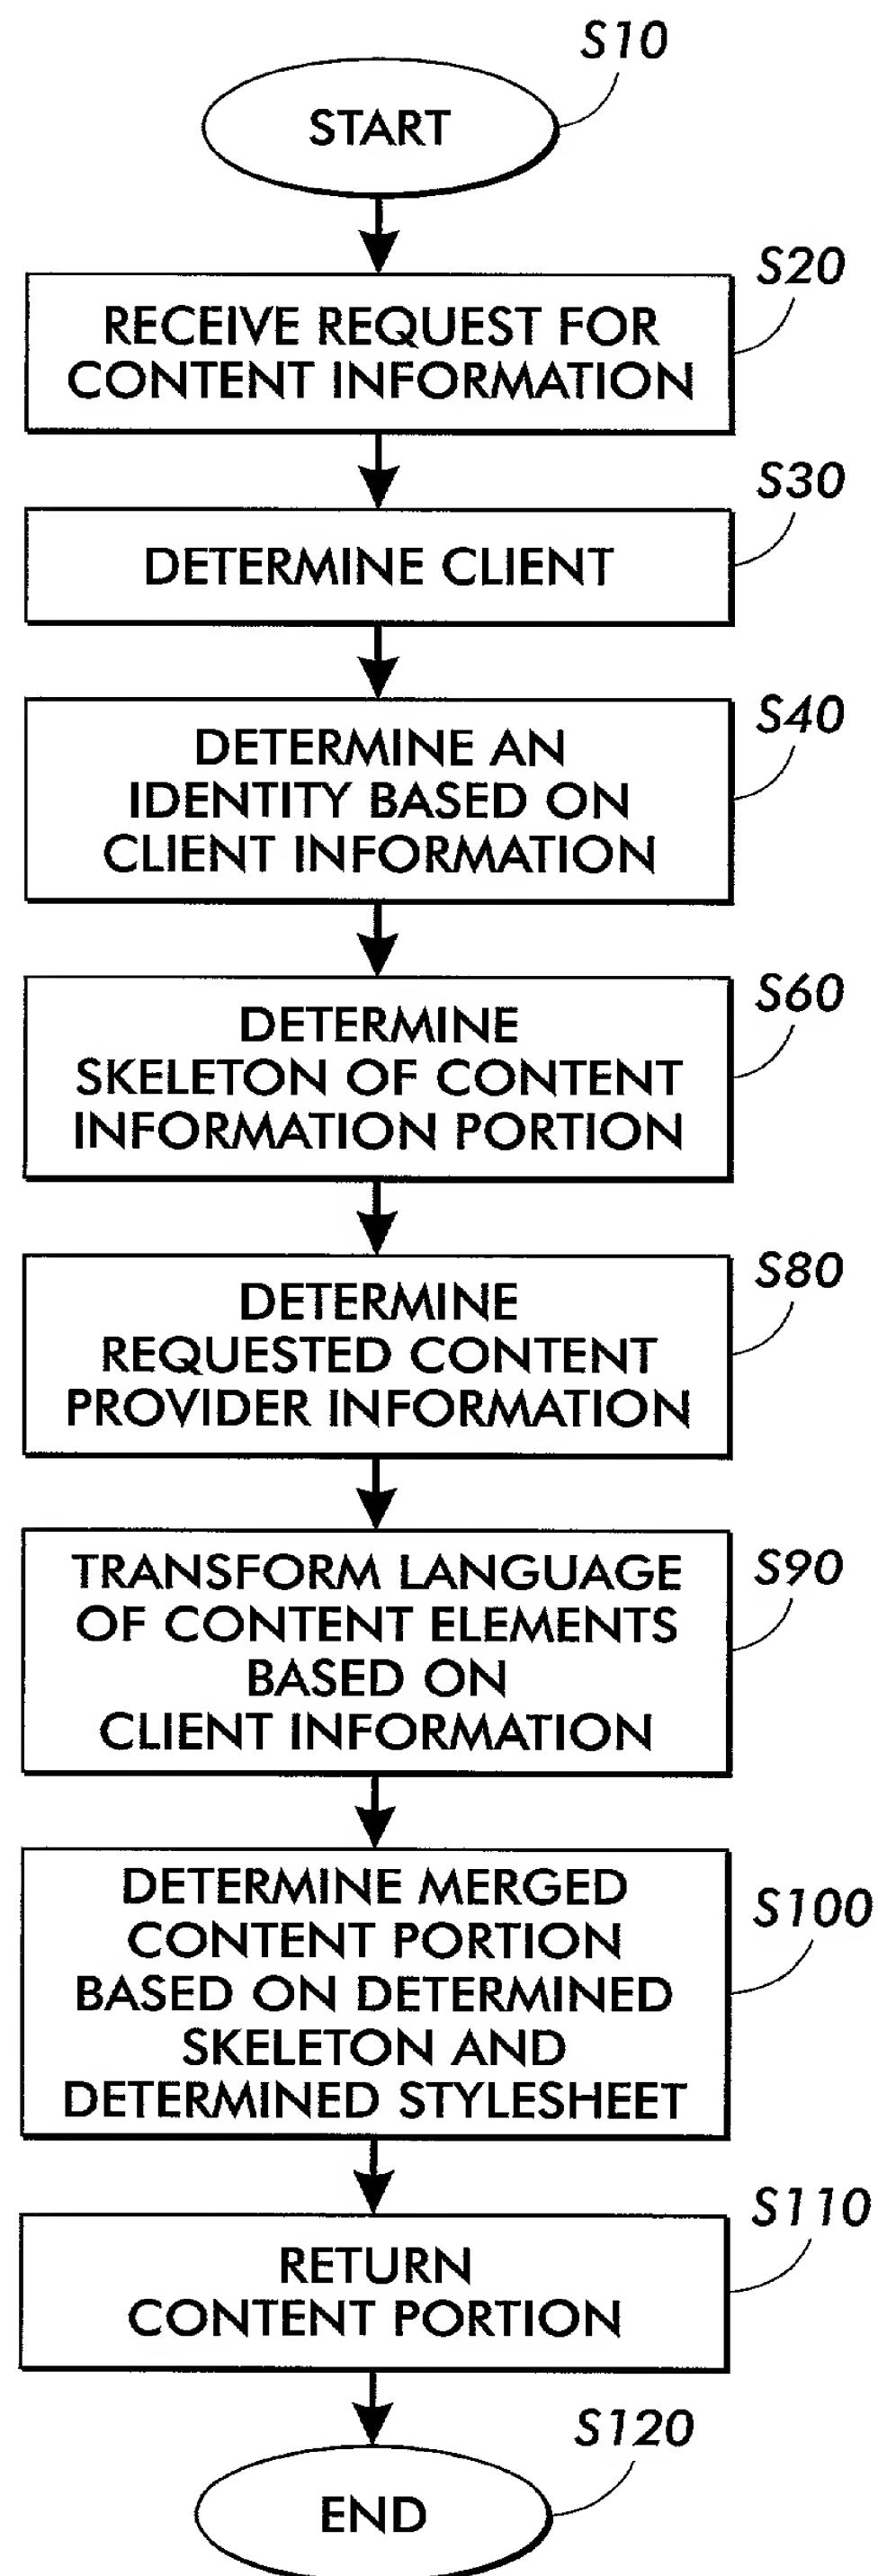 S10
START
S20
RECEIVE REQUEST FOR
CONTENT INFORMATION
S30
DETERMINE CLIENT
S40
DETERMINE AN
IDENTITY BASED ON
CLIENT INFORMATION
S60
DETERMINE
SKELETON OF CONTENT
INFORMATION PORTION
S80
DETERMINE
REQUESTED CONTENT
PROVIDER INFORMATION
S90
TRANSFORM LANGUAGE
OF CONTENT ELEMENTS
BASED ON
CLIENT INFORMATION
S100
DETERMINE MERGED
CONTENT PORTION
BASED ON DETERMINED
SKELETON AND
DETERMINED STYLESHEET
S110
RETURN
CONTENT PORTION
S120
END